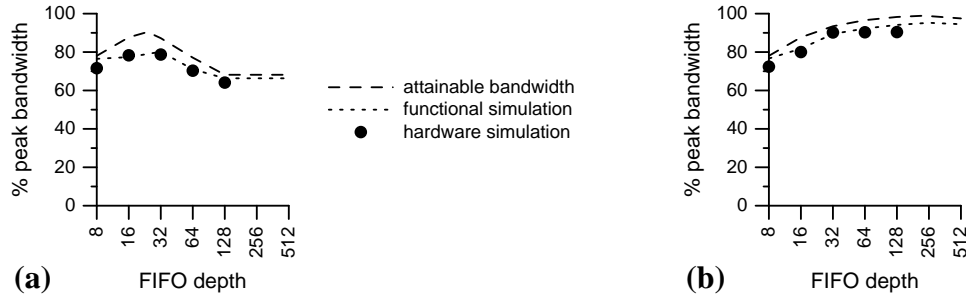 % peak bandwidth
100
80
60
40
20
0
8
16
32
64
128
256
512
FIFO depth
(a)
attainable bandwidth
functional simulation
hardware simulation
% peak bandwidth
100
80
60
40
20
0
8
16
32
64
128
256
512
FIFO depth
(b)